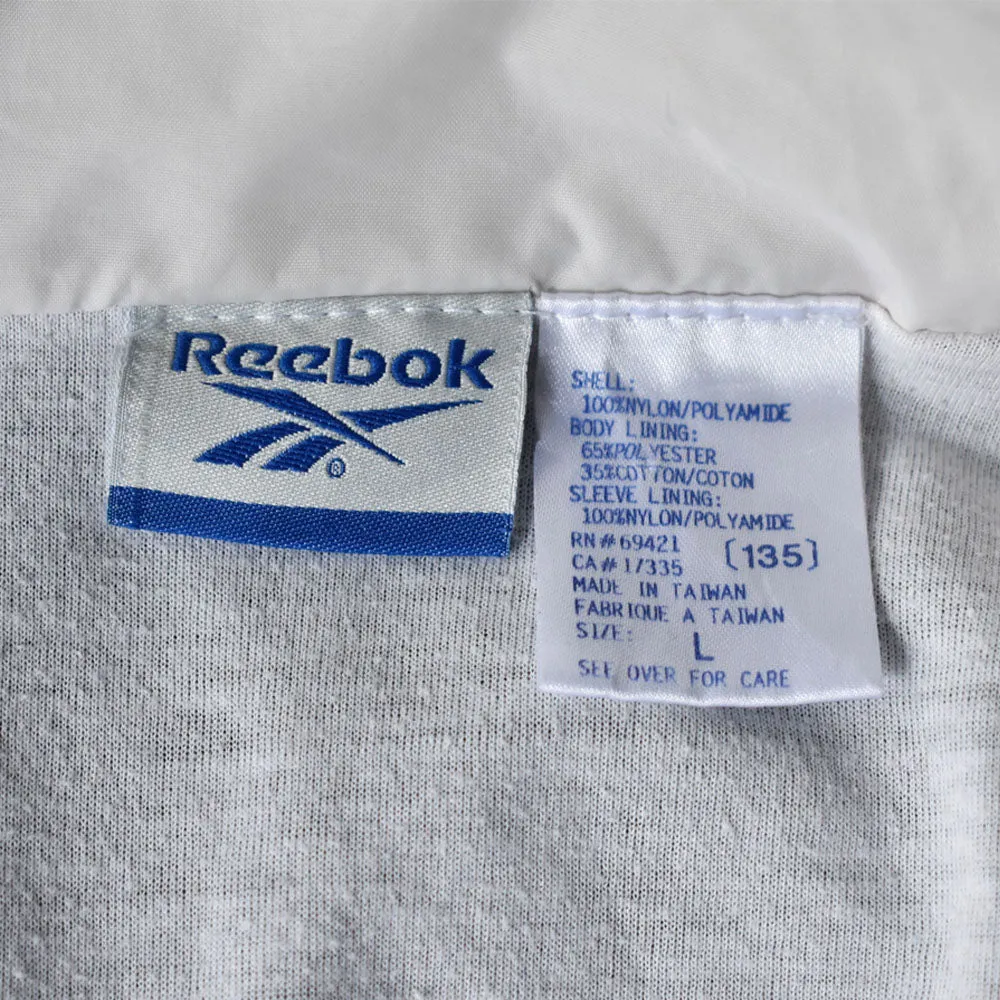 Reebok
®
SHELL:
100%NYLON/POLYAMIDE
BODY LINING:
65%POLYESTER
35%COTTON/COTON
SLEEVE LINING:
100%NYLON/POLYAMIDE
RN#69421 (135)
CA#17335
MADE IN TAIWAN
FABRIQUE A TAIWAN
SIZE: L
SEE OVER FOR CARE